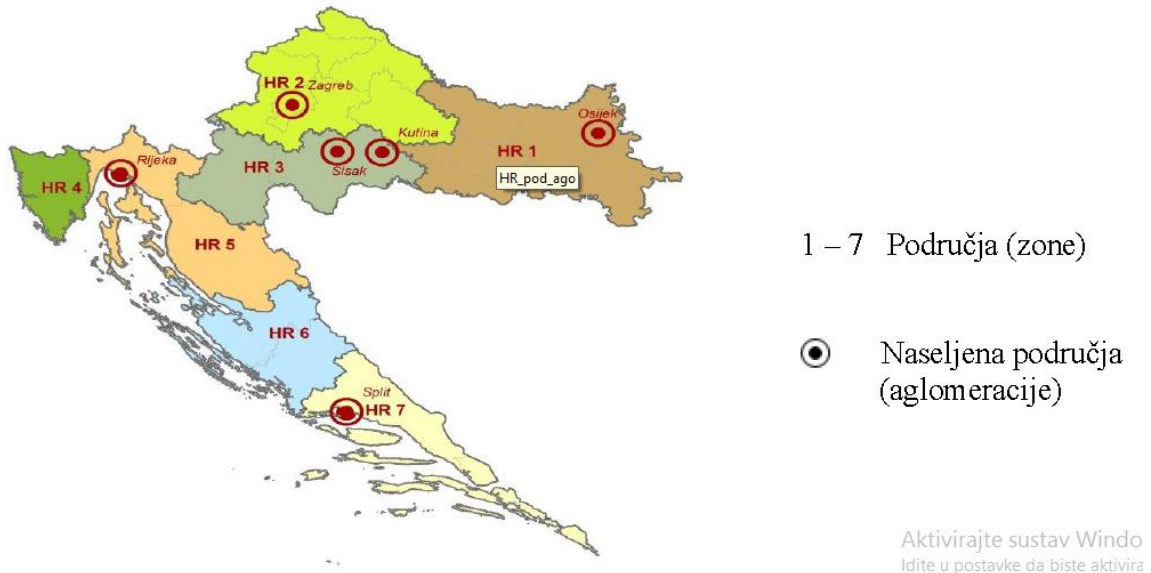 HR 2 Zagreb
Osijek
Kutina
HR 1
Rijeka
HR 3
Sisak
HR_pod_ago
HR 4
HR 5
1 – 7 Područja (zone)
HR 6
Naseljena područja
(aglomeracije)
Split
HR 7
Aktivirajte sustav Windo
Idite u postavke da biste aktivira